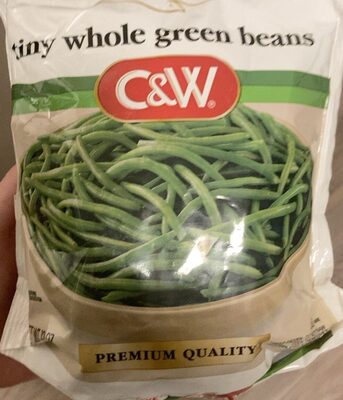 tiny whole green beans
C&W®
PREMIUM QUALITY